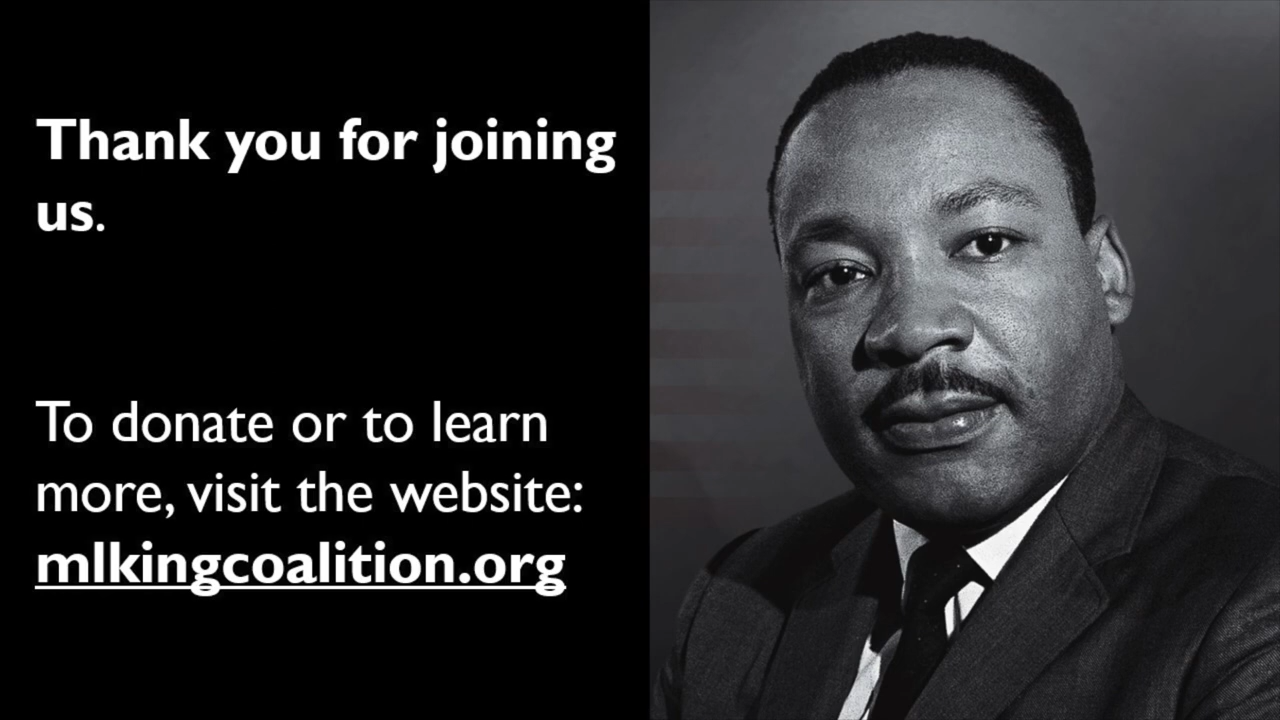 Thank you for joining
us.
To donate or to learn
more, visit the website:
mlkingcoalition.org